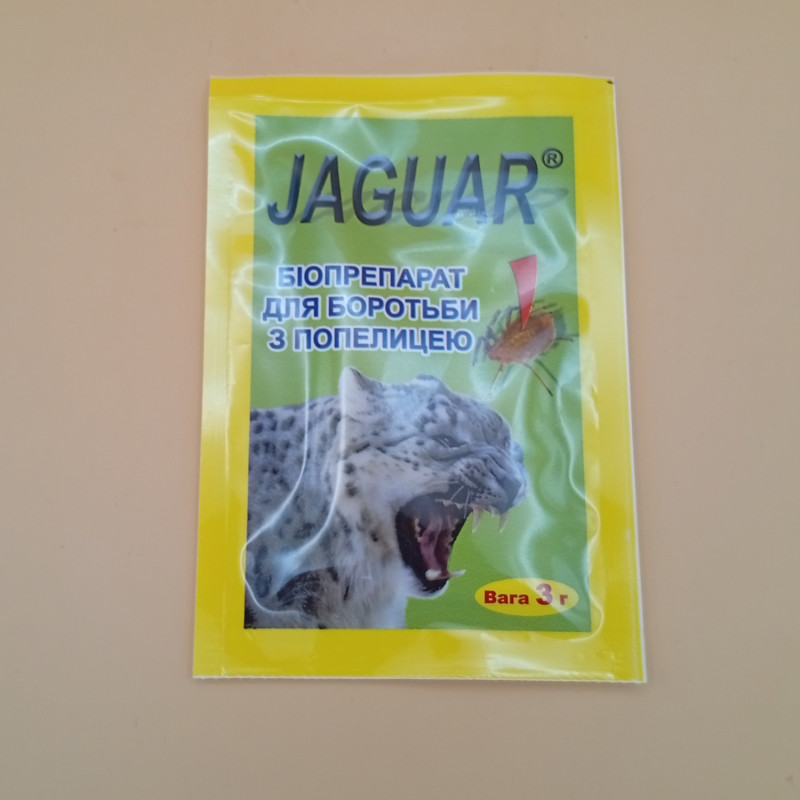 JAGUAR®
БІОПРЕПАРАТ
ДЛЯ БОРОТЬБИ
З ПОПЕЛИЦЕЮ
Вага 3 г